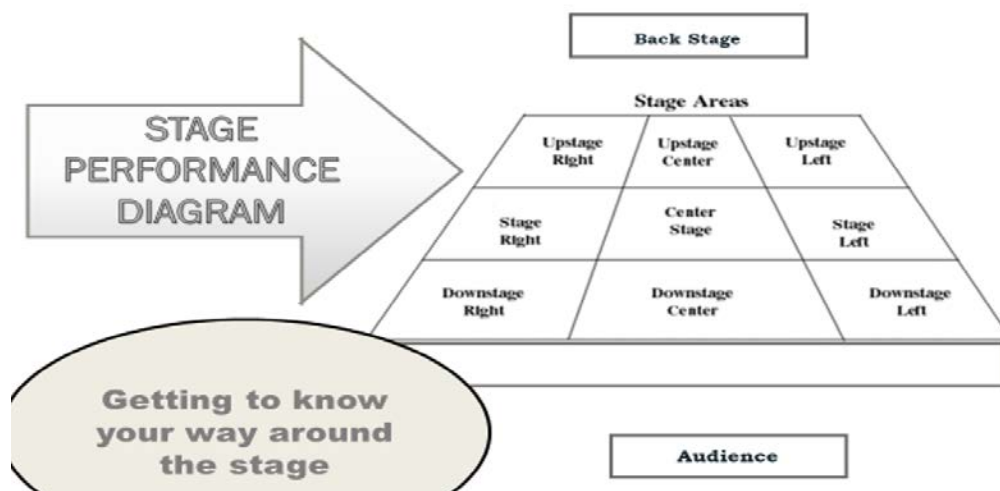 Back Stage
STAGE
PERFORMANCE
DIAGRAM
Stage Areas
Upstage
Right
Upstage
Center
Upstage
Left
Stage
Right
Center
Stage
Stage
Left
Downstage
Right
Downstage
Center
Downstage
Left
Getting to know
your way around
the stage
Audience